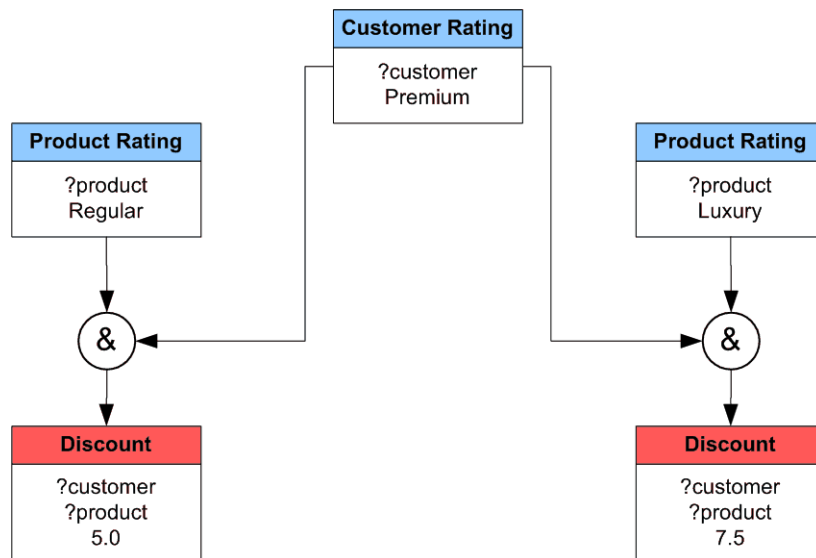 Customer Rating
?customer
Premium
Product Rating
?product
Regular
Product Rating
?product
Luxury
&
&
Discount
?customer
?product
5.0
Discount
?customer
?product
7.5